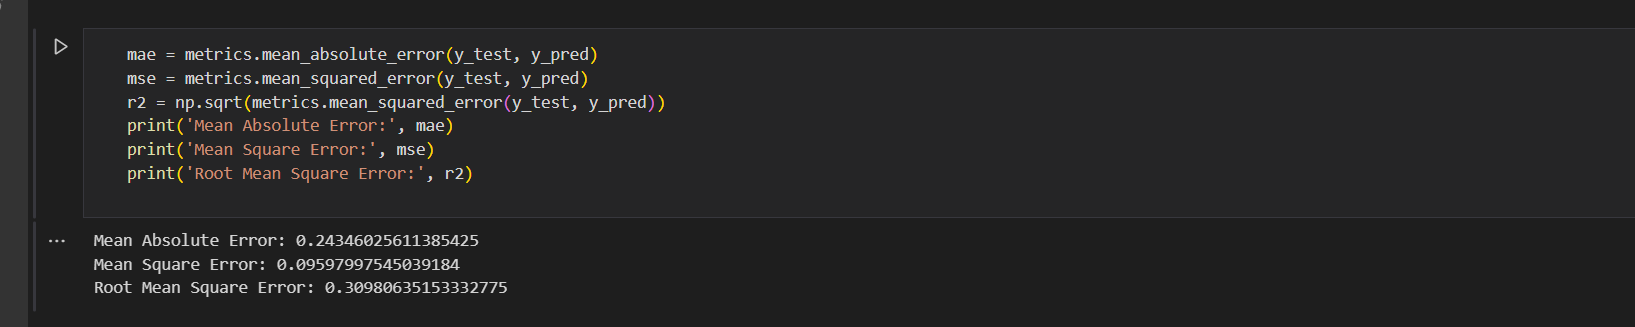 mae = metrics.mean_absolute_error(y_test, y_pred)
mse = metrics.mean_squared_error(y_test, y_pred)
r2 = np.sqrt(metrics.mean_squared_error(y_test, y_pred))
print('Mean Absolute Error:', mae)
print('Mean Square Error:', mse)
print('Root Mean Square Error:', r2)
Mean Absolute Error: 0.24346025611385425
Mean Square Error: 0.09597997545039184
Root Mean Square Error: 0.30980635153332775